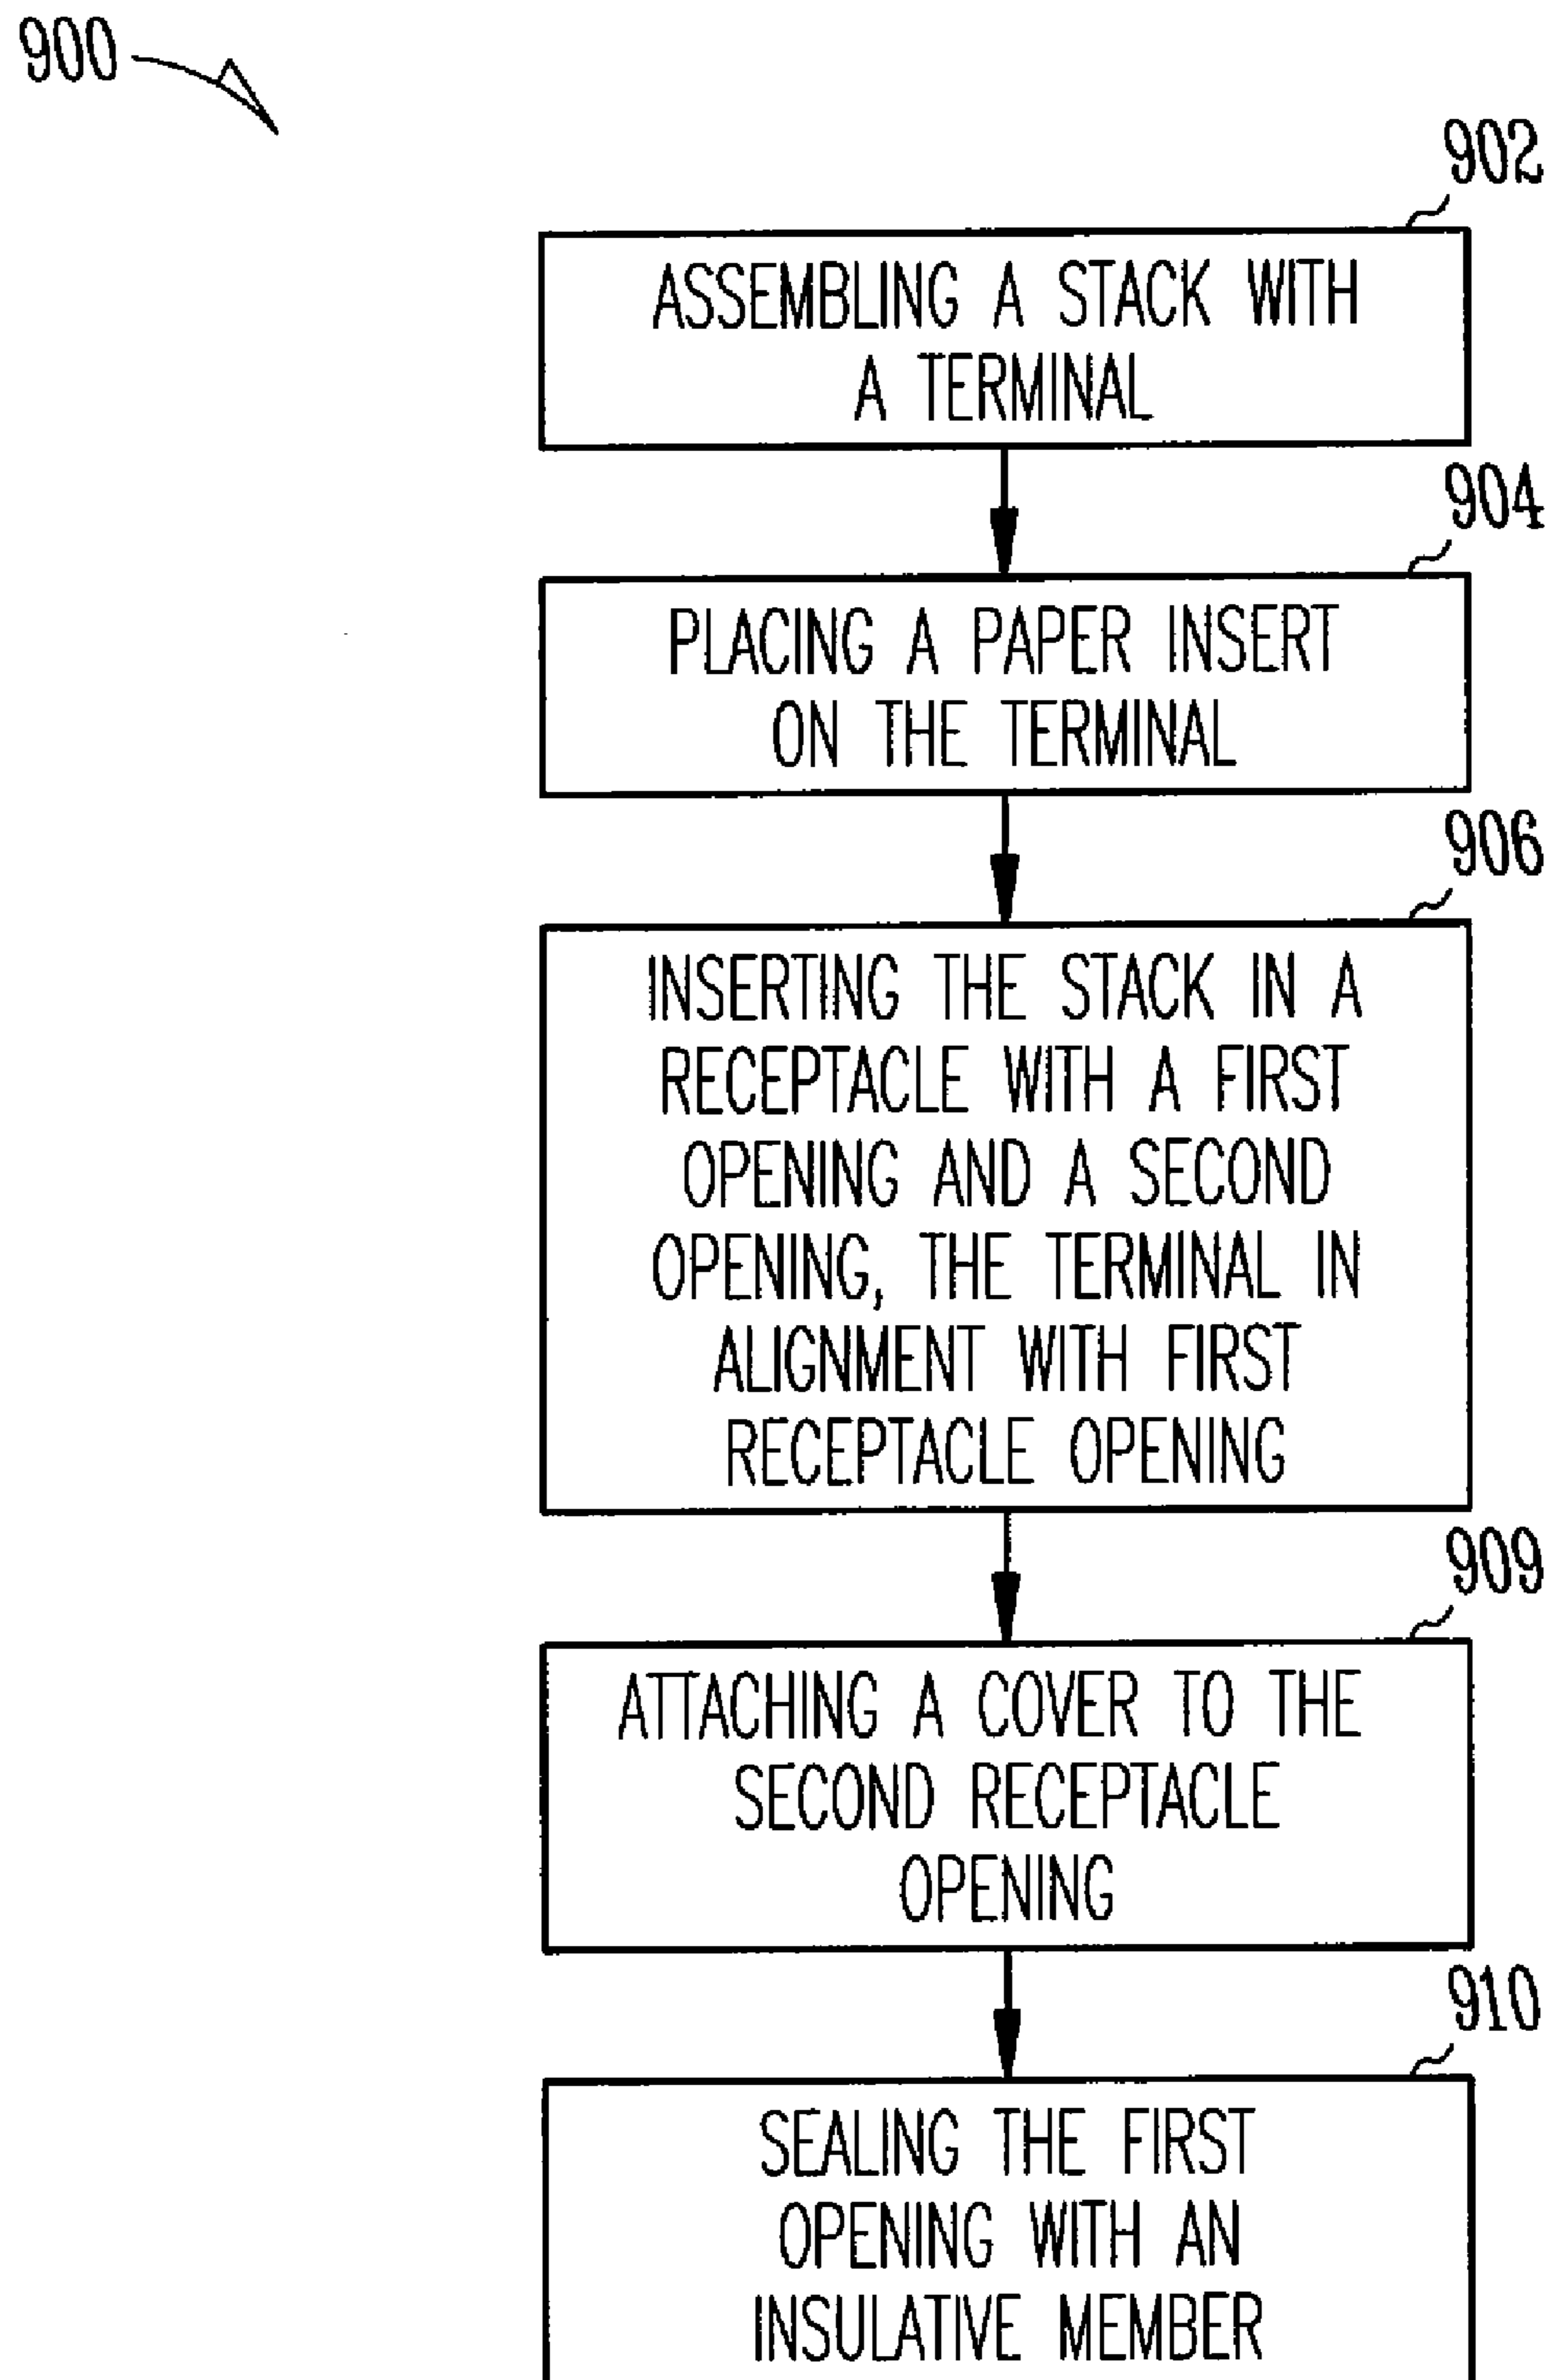 900
902
ASSEMBLING A STACK WITH
A TERMINAL
904
PLACING A PAPER INSERT
ON THE TERMINAL
906
INSERTING THE STACK IN A
RECEPTACLE WITH A FIRST
OPENING AND A SECOND
OPENING, THE TERMINAL IN
ALIGNMENT WITH FIRST
RECEPTACLE OPENING
909
ATTACHING A COVER TO THE
SECOND RECEPTACLE
OPENING
910
SEALING THE FIRST
OPENING WITH AN
INSULATIVE MEMBER